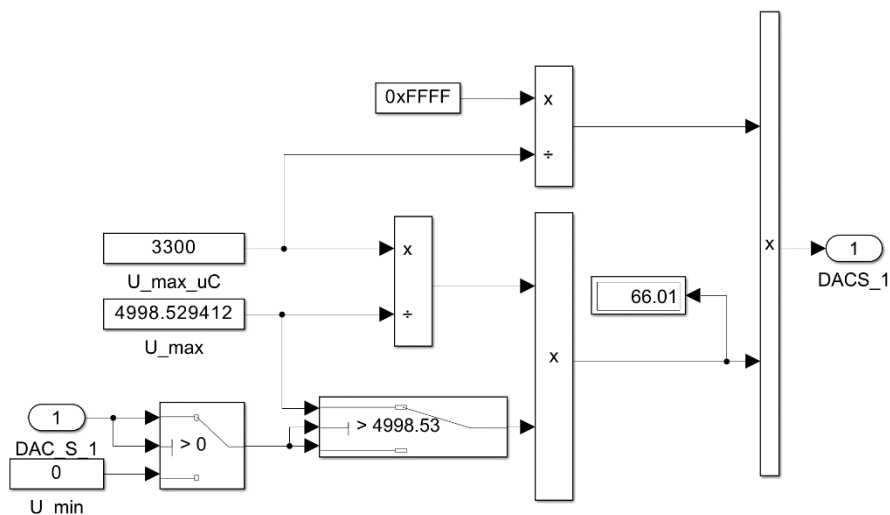 0xFFFF
x
÷
3300
U_max_uC
x
÷
4998.529412
U_max
66.01
x
x
1
DACS_1
1
DAC_S_1
> 0
> 4998.53
0
U_min